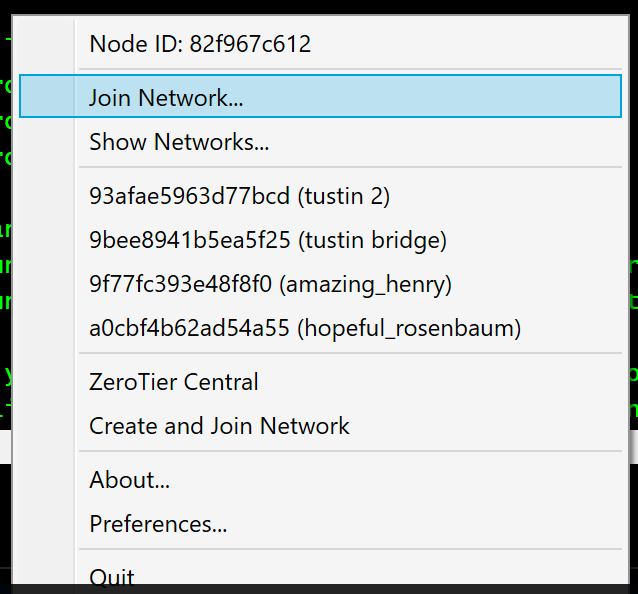 Node ID: 82f967c612
Join Network...
Show Networks...
93afae5963d77bcd (tustin 2)
9bee8941b5ea5f25 (tustin bridge)
9f77fc393e48f8f0 (amazing_henry)
a0cbf4b62ad54a55 (hopeful_rosenbaum)
ZeroTier Central
Create and Join Network
About...
Preferences...
Quit